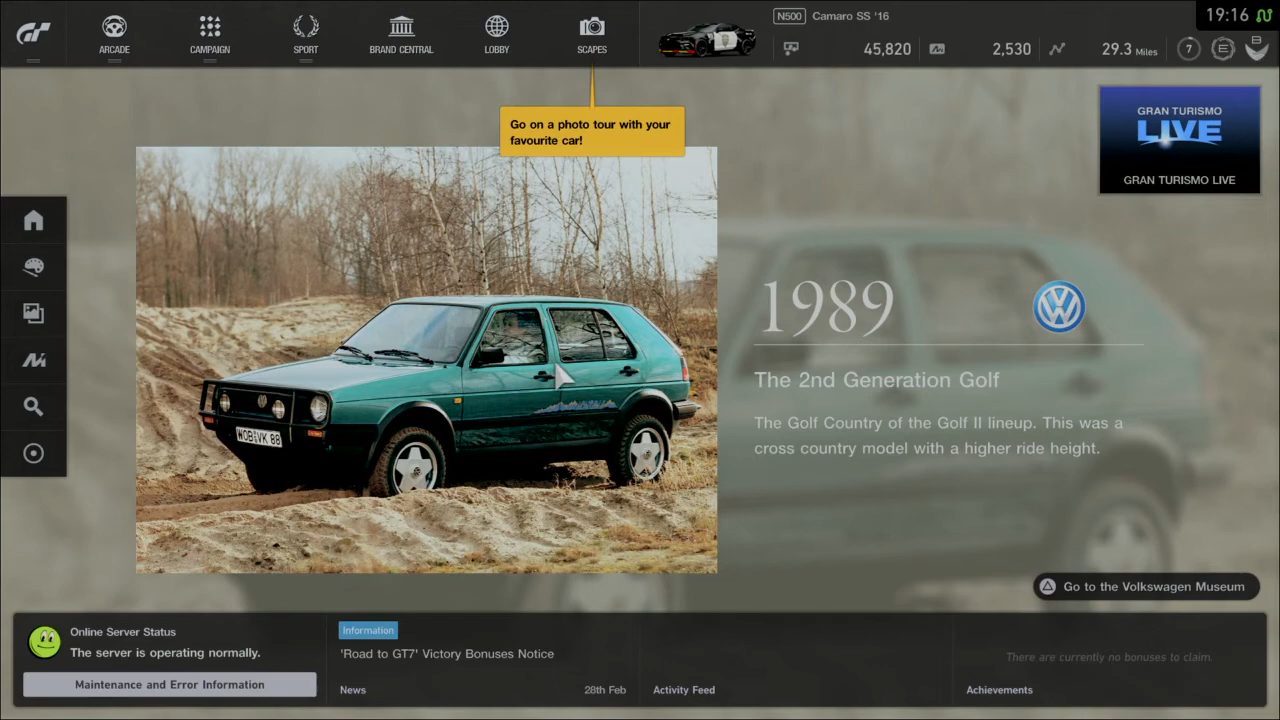 19:16
N500 Camaro SS '16
45,820
2,530
29.3 Miles
7
E
B
ARCADE
CAMPAIGN
SPORT
BRAND CENTRAL
LOBBY
SCAPES
Go on a photo tour with your
favourite car!
GRAN TURISMO
LIVE
GRAN TURISMO LIVE
WOB VK 88
1989
The 2nd Generation Golf
The Golf Country of the Golf II lineup. This was a
cross country model with a higher ride height.
Go to the Volkswagen Museum
Online Server Status
The server is operating normally.
Maintenance and Error Information
Information
'Road to GT7' Victory Bonuses Notice
News
28th Feb
Activity Feed
There are currently no bonuses to claim.
Achievements